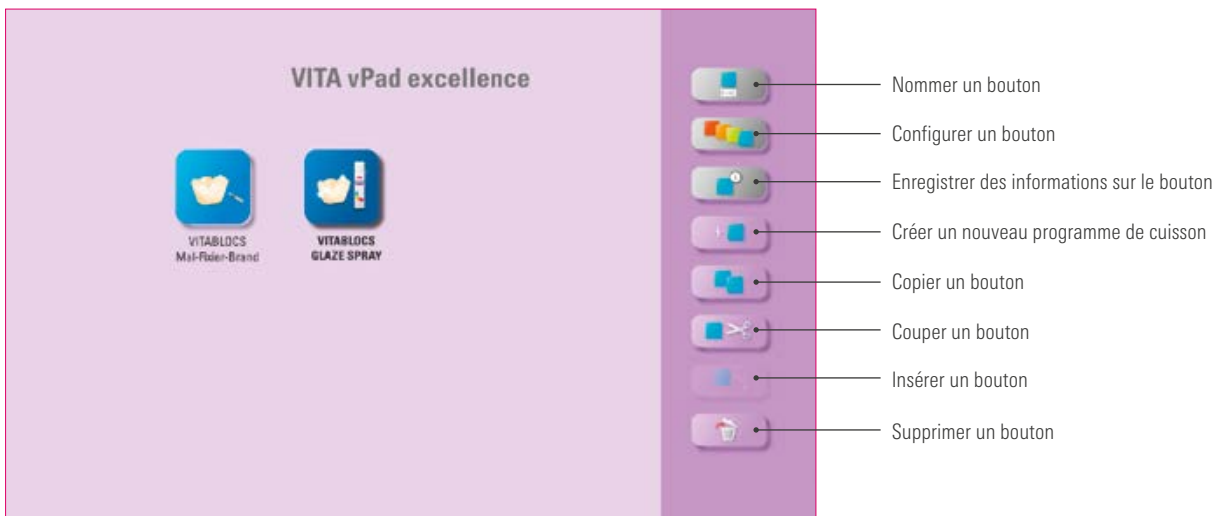 VITA vPad excellence
VITABLOCS
Mal-Fixier-Brand
VITABLOCS
GLAZE SPRAY
Nommer un bouton
Configurer un bouton
Enregistrer des informations sur le bouton
Créer un nouveau programme de cuisson
Copier un bouton
Couper un bouton
Insérer un bouton
Supprimer un bouton